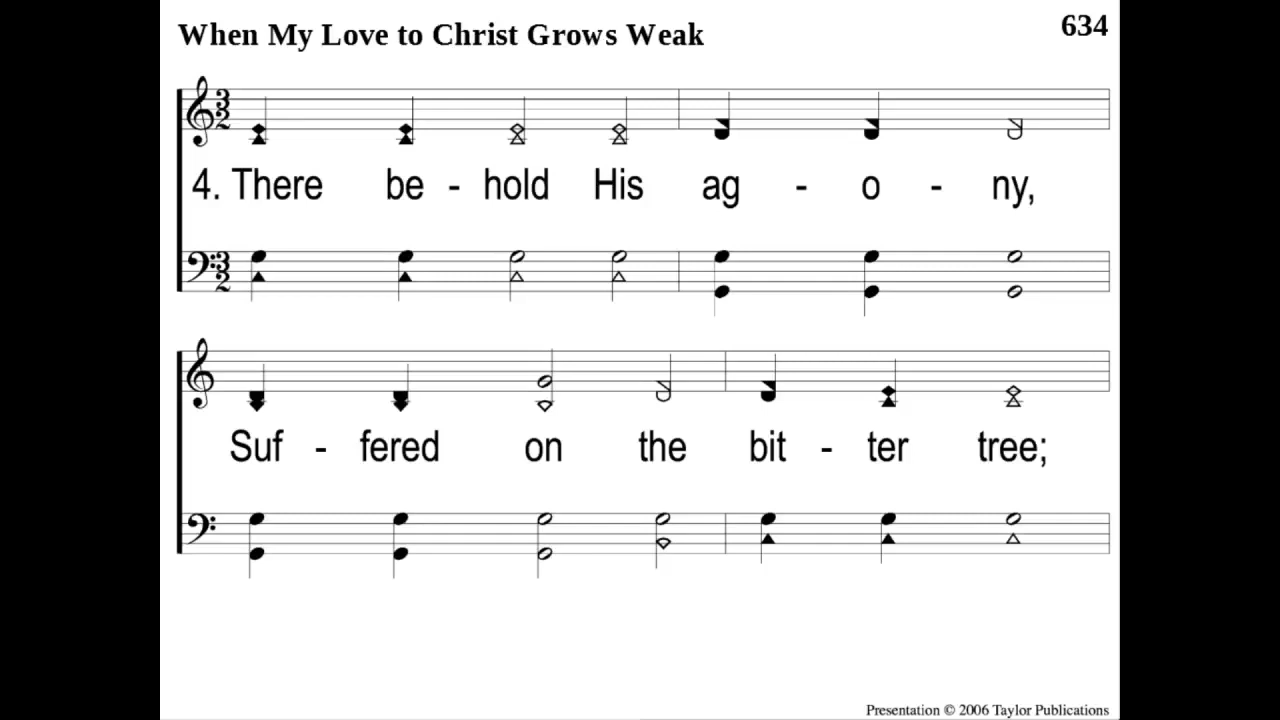 When My Love to Christ Grows Weak 634
4. There be - hold His ag - o - ny,
Suf - fered on the bit - ter tree;
Presentation © 2006 Taylor Publications